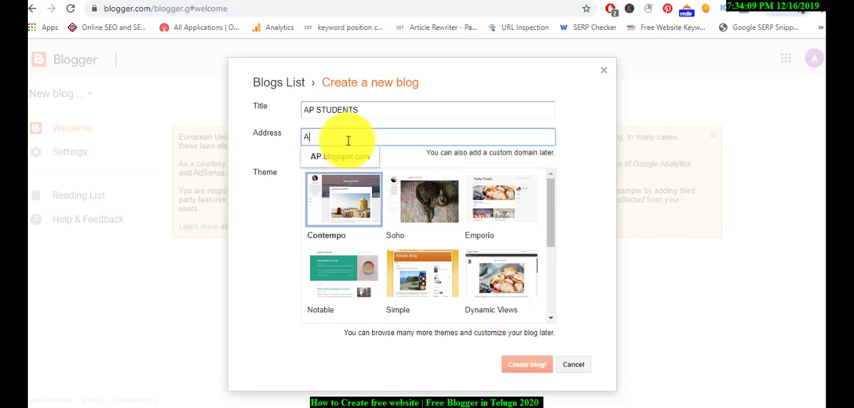 blogger.com/blogger.g#welcome
7:34:09 PM 12/16/2019
Apps
Online SEO and SE...
All Applications | O...
Analytics
keyword position c...
Article Rewriter - Pa...
URL Inspection
SERP Checker
Free Website Keyw...
Google SERP Snipp...
»
Blogger
A
New blog...
Welcome
Settings
Reading List
Help & Feedback
Blogs List › Create a new blog
Title
AP STUDENTS
Address
A
AP.blogspot.com
You can also add a custom domain later.
Theme
Contempo
Soho
Emporio
Notable
Simple
Dynamic Views
You can browse many more themes and customize your blog later.
Create blog!
Cancel
How to Create free website | Free Blogger in Telugu 2020